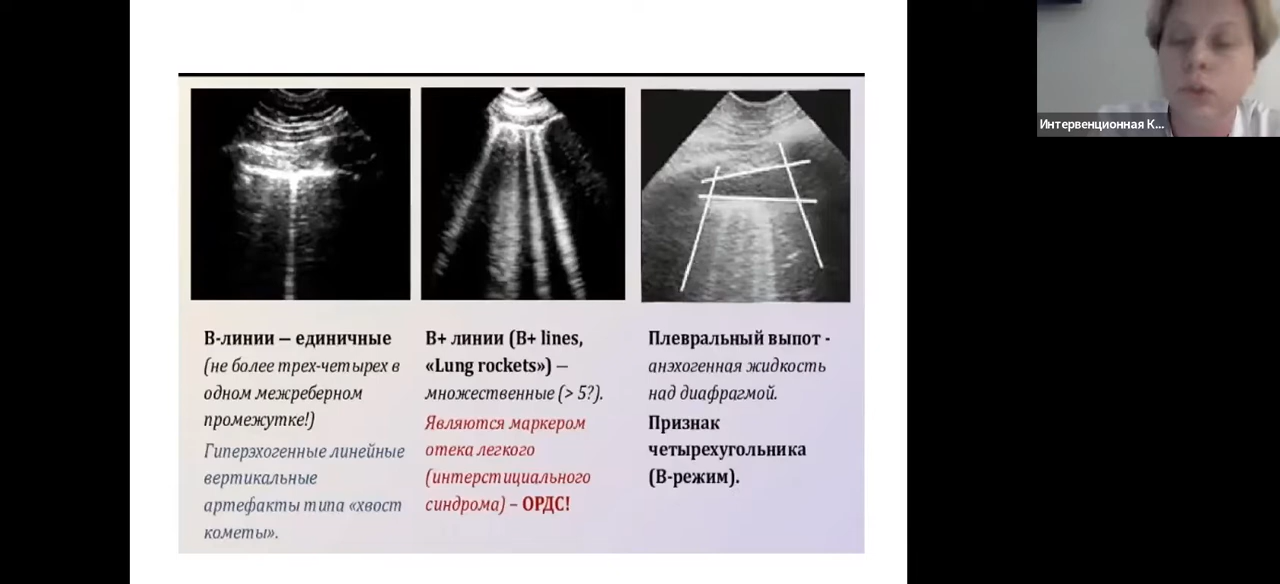 Интервенционная К...
В-линии – единичные
(не более трех-четырех в
одном межреберном
промежутке!)
Гиперэхогенные линейные
вертикальные
артефакты типа «хвост
кометы».
В+ линии (B+ lines,
«Lung rockets») –
множественные (> 5?).
Являются маркером
отека легкого
(интерстициального
синдрома) – ОРДС!
Плевральный выпот -
анэхогенная жидкость
над диафрагмой.
Признак
четырехугольника
(В-режим).